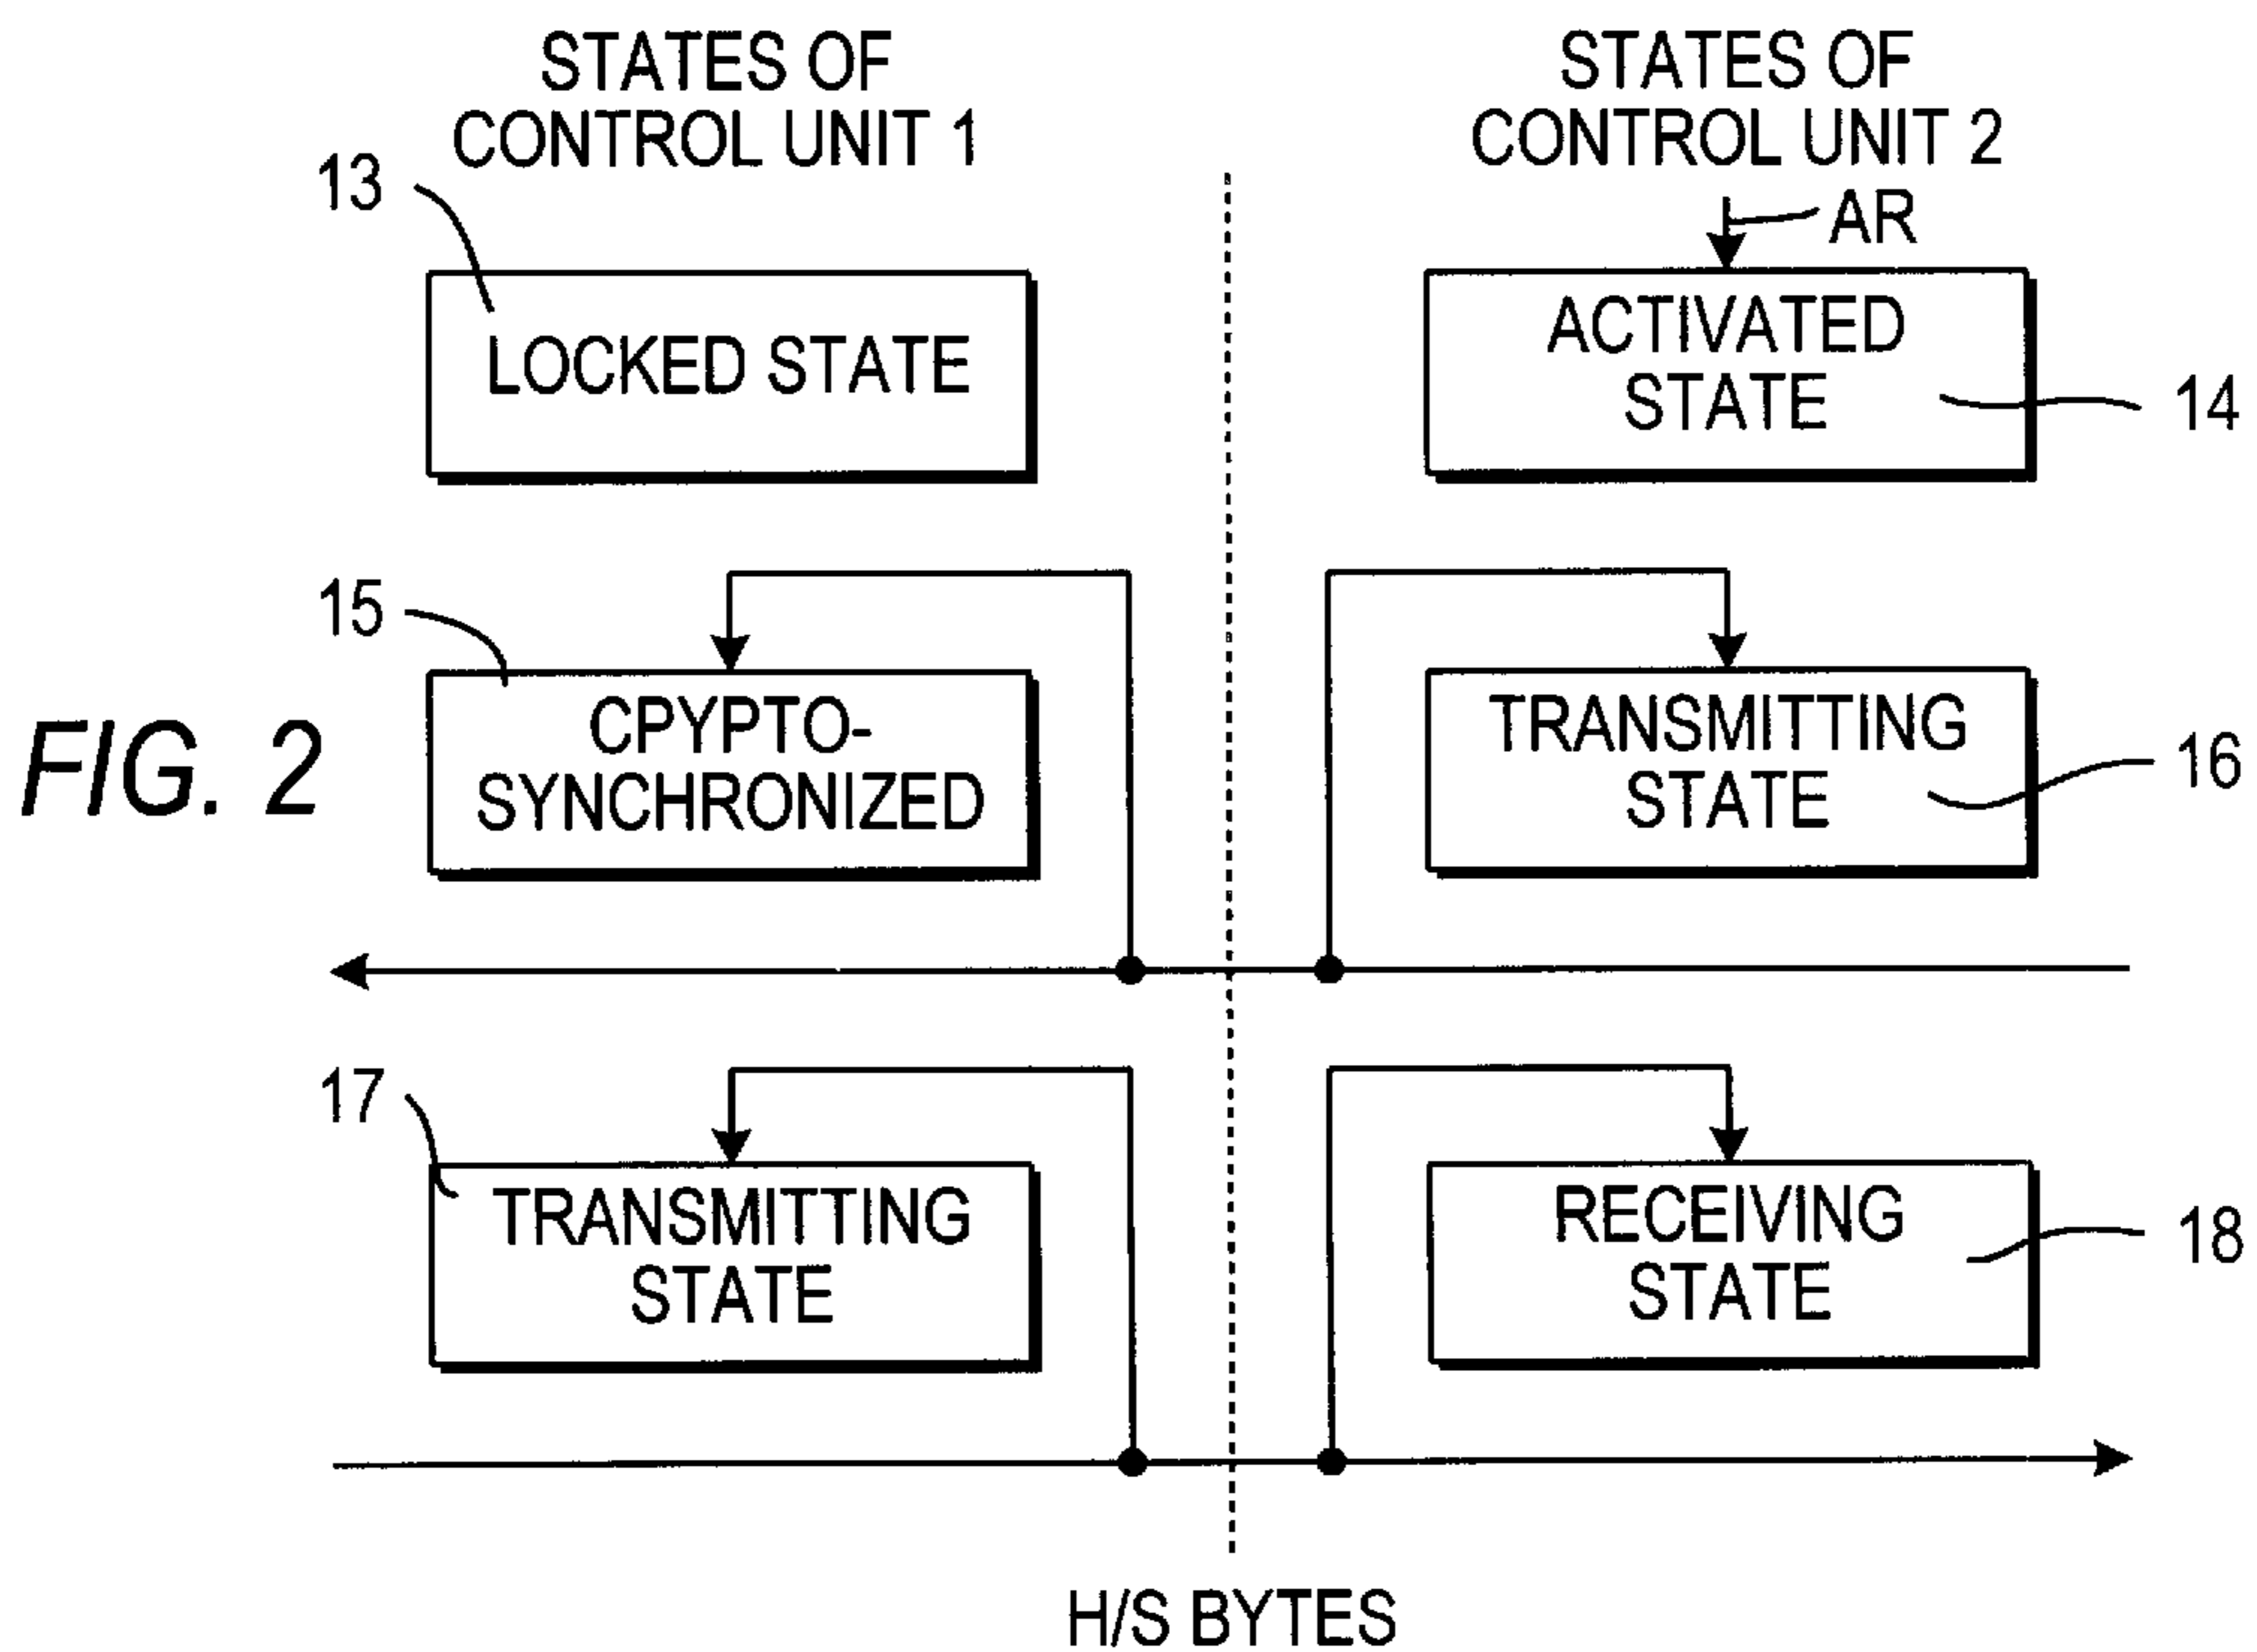 STATES OF
CONTROL UNIT 1
STATES OF
CONTROL UNIT 2
13
AR
LOCKED STATE
ACTIVATED
STATE
14
15
CPYPTO-
SYNCHRONIZED
TRANSMITTING
STATE
16
FIG. 2
17
TRANSMITTING
STATE
RECEIVING
STATE
18
H/S BYTES